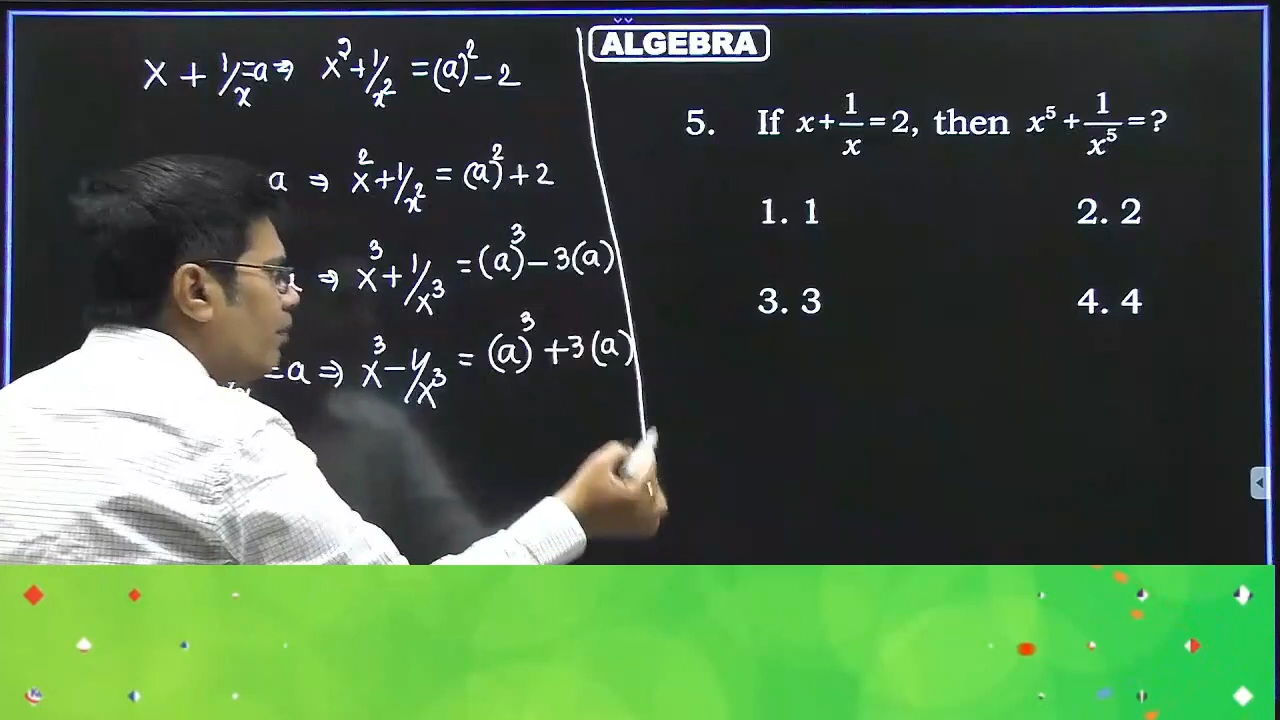 x + 1/x = a ⇒ x² + 1/x² = (a)² - 2
a ⇒ x² + 1/x² = (a)² + 2
a ⇒ x³ + 1/x³ = (a)³ - 3(a)
=a ⇒ x³ - 1/x³ = (a)³ + 3(a)
ALGEBRA
5. If x + 1/x = 2, then x⁵ + 1/x⁵ = ?
1. 1
2. 2
3. 3
4. 4